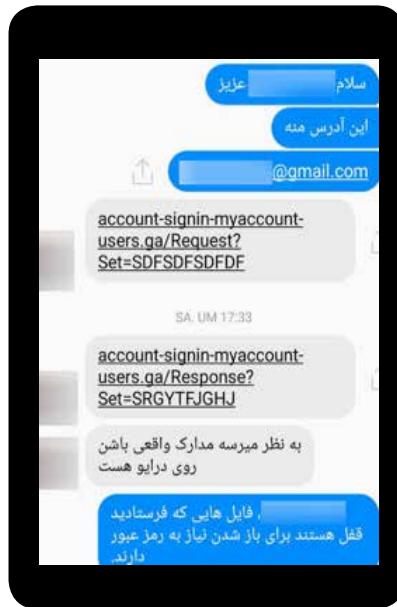 سلام عزیز
این آدرس منه
@gmail.com
account-signin-myaccount-
users.ga/Request?
Set=SDFSDFSDFDF
SA. UM 17:33
account-signin-myaccount-
users.ga/Response?
Set=SRGYTFJGHJ
به نظر میرسه مدارک واقعی باشن
روی درایو هست
، فایل هایی که فرستادید
قفل هستند برای باز شدن نیاز به رمز عبور
دارند.